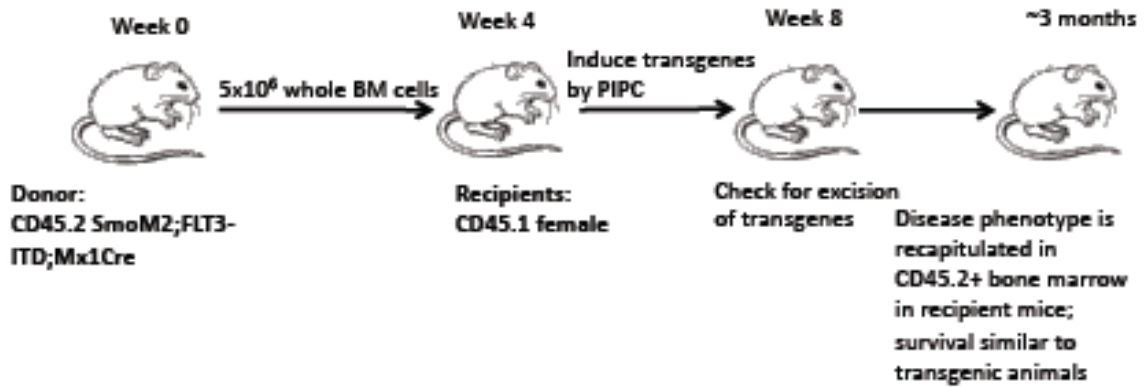 Week 0
Week 4
Week 8
~3 months
5x10⁶ whole BM cells
Induce transgenes
by PIPC
Donor:
CD45.2 SmoM2;FLT3-
ITD;Mx1Cre
Recipients:
CD45.1 female
Check for excision
of transgenes
Disease phenotype is
recapitulated in
CD45.2+ bone marrow
in recipient mice;
survival similar to
transgenic animals